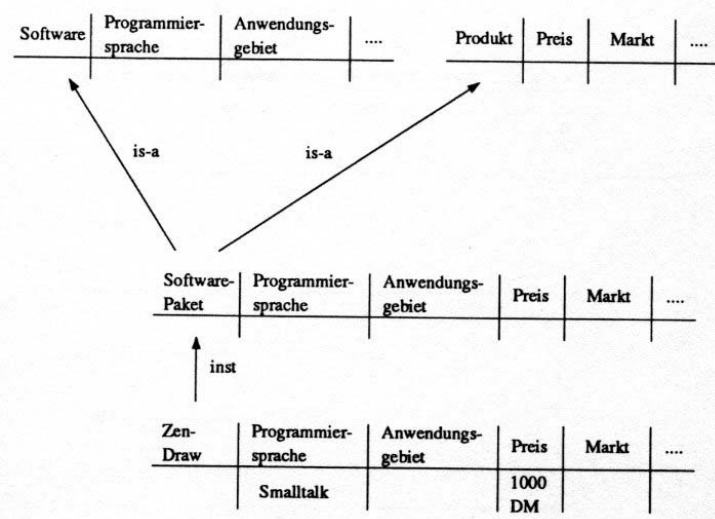 Software Programmier- Anwendungs- ....
sprache gebiet
Produkt Preis Markt ....
is-a is-a
Software- Programmier- Anwendungs- Preis Markt ....
Paket sprache gebiet
inst
Zen- Programmier- Anwendungs- Preis Markt ....
Draw sprache gebiet
Smalltalk 1000
DM